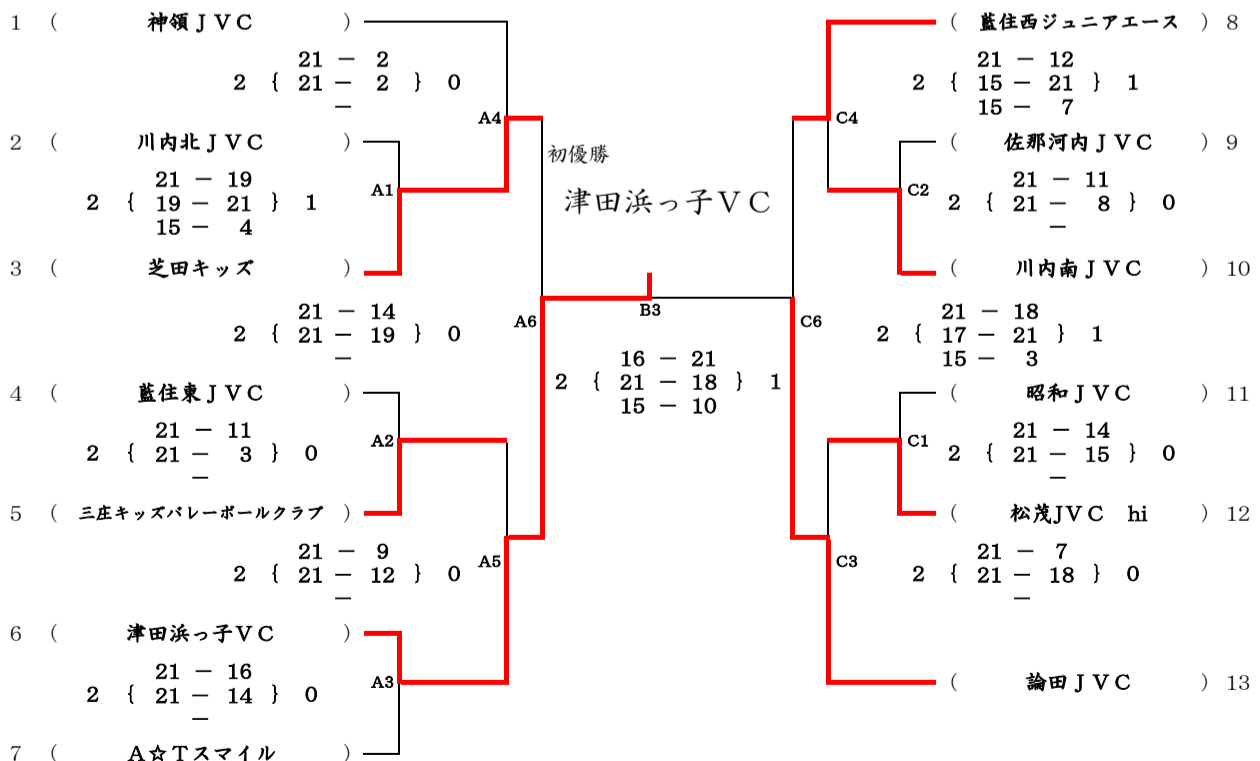 1 ( 神領ＪＶＣ )
21 － 2
2 { 21 － 2 } 0
－
A4
2 ( 川内北ＪＶＣ )
21 － 19
2 { 19 － 21 } 1
15 － 4
A1
3 ( 芝田キッズ )
21 － 14
2 { 21 － 19 } 0
－
A6
4 ( 藍住東ＪＶＣ )
21 － 11
2 { 21 － 3 } 0
－
A2
5 ( 三庄キッズバレーボールクラブ )
21 － 9
2 { 21 － 12 } 0
－
A5
6 ( 津田浜っ子ＶＣ )
21 － 16
2 { 21 － 14 } 0
－
A3
7 ( Ａ☆Ｔスマイル )
初優勝
津田浜っ子ＶＣ
B3
16 － 21
2 { 21 － 18 } 1
15 － 10
( 藍住西ジュニアエース ) 8
21 － 12
2 { 15 － 21 } 1
15 － 7
C4
( 佐那河内ＪＶＣ ) 9
C2
21 － 11
2 { 21 － 8 } 0
－
( 川内南ＪＶＣ ) 10
C6
21 － 18
2 { 17 － 21 } 1
15 － 3
( 昭和ＪＶＣ ) 11
C1
21 － 14
2 { 21 － 15 } 0
－
( 松茂JVC hi ) 12
C3
21 － 7
2 { 21 － 18 } 0
－
( 論田ＪＶＣ ) 13